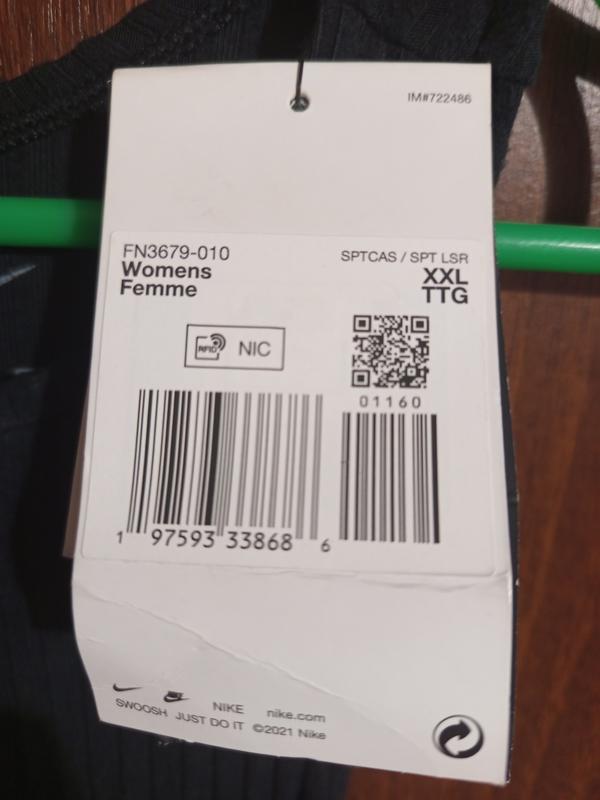 IM#722486
FN3679-010
Womens
Femme
SPTCAS / SPT LSR
XXL
TTG
RFID NIC
01160
1 97593 33868 6
NIKE nike.com
SWOOSH JUST DO IT ©2021 Nike